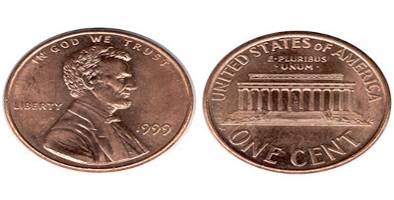 IN GOD WE TRUST
LIBERTY
1999
UNITED STATES OF AMERICA
E·PLURIBUS
·UNUM·
ONE CENT